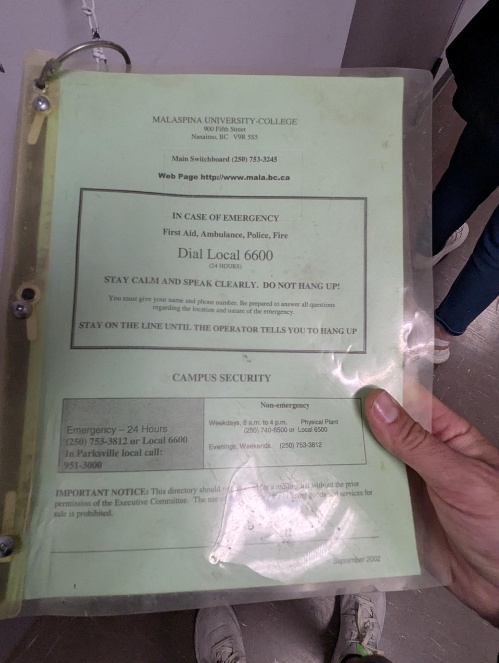 MALASPINA UNIVERSITY-COLLEGE
900 Fifth Street
Nanaimo, BC V9R 5S5
Main Switchboard (250) 753-3245
Web Page http://www.mala.bc.ca
IN CASE OF EMERGENCY
First Aid, Ambulance, Police, Fire
Dial Local 6600
(24 HOURS)
STAY CALM AND SPEAK CLEARLY. DO NOT HANG UP!
You must give your name and phone number. Be prepared to answer all questions
regarding the location and nature of the emergency.
STAY ON THE LINE UNTIL THE OPERATOR TELLS YOU TO HANG UP
CAMPUS SECURITY
Emergency – 24 Hours
(250) 753-3812 or Local 6600
In Parksville local call:
951-3000
Non-emergency
Weekdays, 8 a.m. to 4 p.m. Physical Plant
(250) 740-6500 or Local 6500
Evenings, Weekends (250) 753-3812
IMPORTANT NOTICE: This directory should without the prior
permission of the Executive Committee. The services for
sale is prohibited.
September 2002